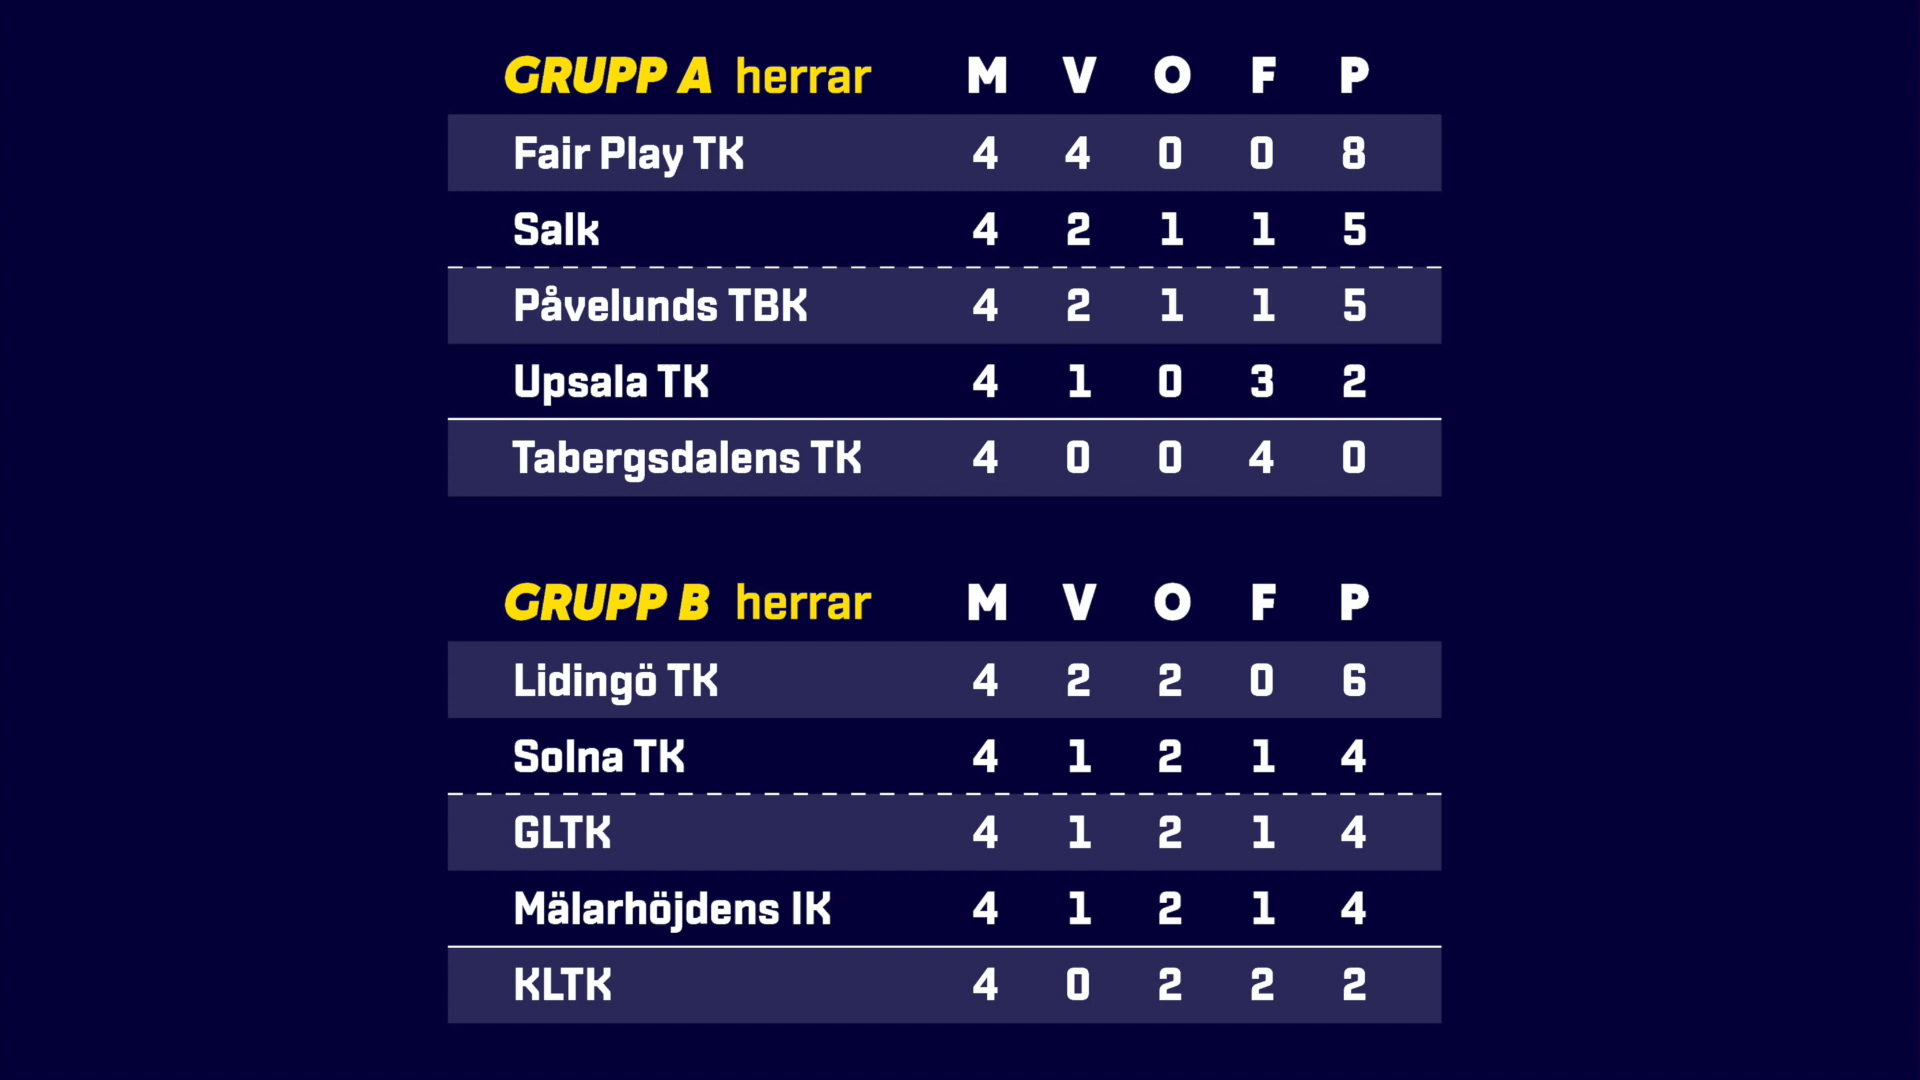 GRUPP A herrar M V O F P
Fair Play TK 4 4 0 0 8
Salk 4 2 1 1 5
Påvelunds TBK 4 2 1 1 5
Upsala TK 4 1 0 3 2
Tabergsdalens TK 4 0 0 4 0
GRUPP B herrar M V O F P
Lidingö TK 4 2 2 0 6
Solna TK 4 1 2 1 4
GLTK 4 1 2 1 4
Mälarhöjdens IK 4 1 2 1 4
KLTK 4 0 2 2 2